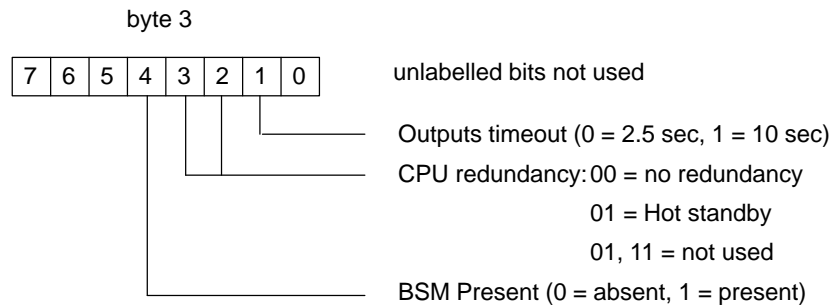 byte 3
7 6 5 4 3 2 1 0 unlabelled bits not used
Outputs timeout (0 = 2.5 sec, 1 = 10 sec)
CPU redundancy: 00 = no redundancy
01 = Hot standby
01, 11 = not used
BSM Present (0 = absent, 1 = present)